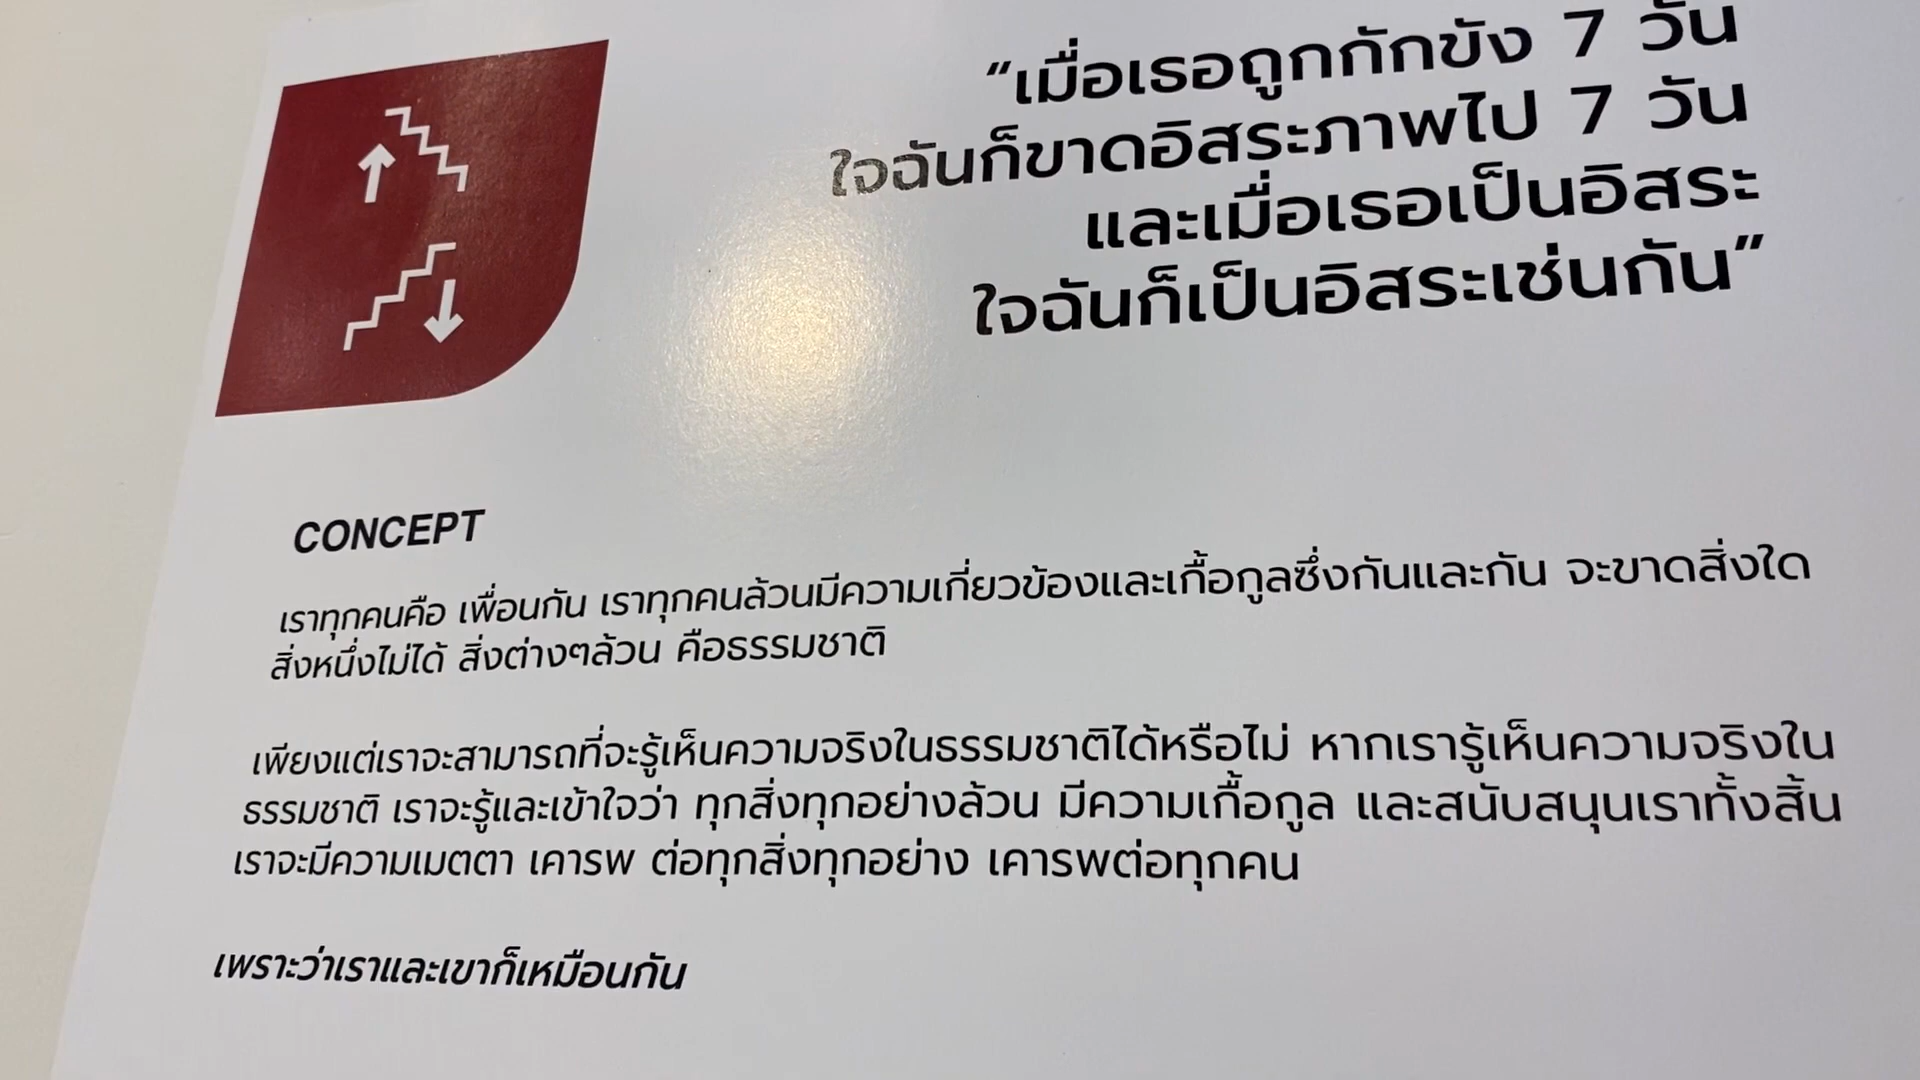 “เมื่อเธอถูกกักขัง 7 วัน
ใจฉันก็ขาดอิสระภาพไป 7 วัน
และเมื่อเธอเป็นอิสระ
ใจฉันก็เป็นอิสระเช่นกัน”
CONCEPT
เราทุกคนคือ เพื่อนกัน เราทุกคนล้วนมีความเกี่ยวข้องและเกื้อกูลซึ่งกันและกัน จะขาดสิ่งใด
สิ่งหนึ่งไม่ได้ สิ่งต่างๆล้วน คือธรรมชาติ
เพียงแต่เราจะสามารถที่จะรู้เห็นความจริงในธรรมชาติได้หรือไม่ หากเรารู้เห็นความจริงใน
ธรรมชาติ เราจะรู้และเข้าใจว่า ทุกสิ่งทุกอย่างล้วน มีความเกื้อกูล และสนับสนุนเราทั้งสิ้น
เราจะมีความเมตตา เคารพ ต่อทุกสิ่งทุกอย่าง เคารพต่อทุกคน
เพราะว่าเราและเขาก็เหมือนกัน